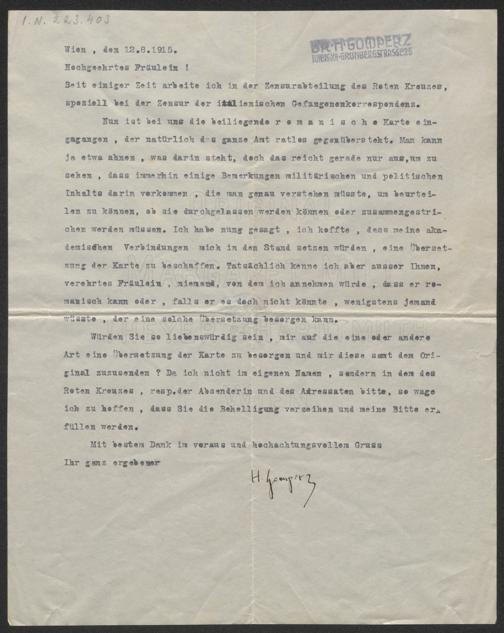 I.N. 223.403
DR. H. GOMPERZ
Wien , den 12.8.1915.
Hochgeehrtes Fräulein !
Seit einiger Zeit arbeite ich in der Zensurabteilung des Roten Kreuzes,
speziell bei der Zensur der italienischen Gefangenenkorrespondenz.
Nun ist bei uns die beiliegende r o m a n i s c h e Karte ein-
gagangen , der natürlich das ganze Amt ratlos gegenübersteht. Man kann
ja etwa ahnen , was darin steht, doch das reicht gerade nur aus,um zu
sehen , dass immerhin einige Bemerkungen militärischen und politischen
Inhalts darin vorkommen , die man genau verstehen müsste, um beurtei-
len zu können, ob sie durchgelassen werden können oder zusammengestri-
chen werden müssen. Ich habe nung gesagt , ich hoffte , dass meine aka-
demischen Verbindungen mich in den Stand setzen würden , eine Überset-
zung der Karte zu beschaffen. Tatsächlich kenne ich aber ausser Ihnen,
verehrtes Fräulein , niemand, von dem ich annehmen würde , dass er ro-
manisch kann oder , falls er es doch nicht könnte , wenigstens jemand
wüsste , der eine solche Übersetzung besorgen kann.
Würden Sie so liebenswürdig sein , mir auf die eine oder andere
Art eine Übersetzung der Karte zu besorgen und mir diese samt dem Ori-
ginal zuzusenden ? Da ich nicht im eigenen Namen , sondern in dem des
Roten Kreuzes , resp.der Absenderin und des Adressaten bitte, so wage
ich zu hoffen , dass Sie die Behelligung verzeihen und meine Bitte er-
füllen werden.
Mit bestem Dank im voraus und hochachtungsvollem Gruss
Ihr ganz ergebener
H Gomperz